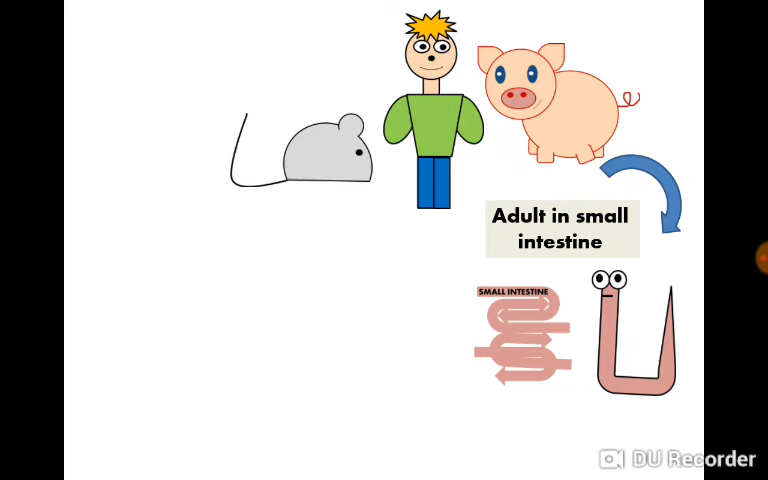 Adult in small
intestine
SMALL INTESTINE
DU Recorder